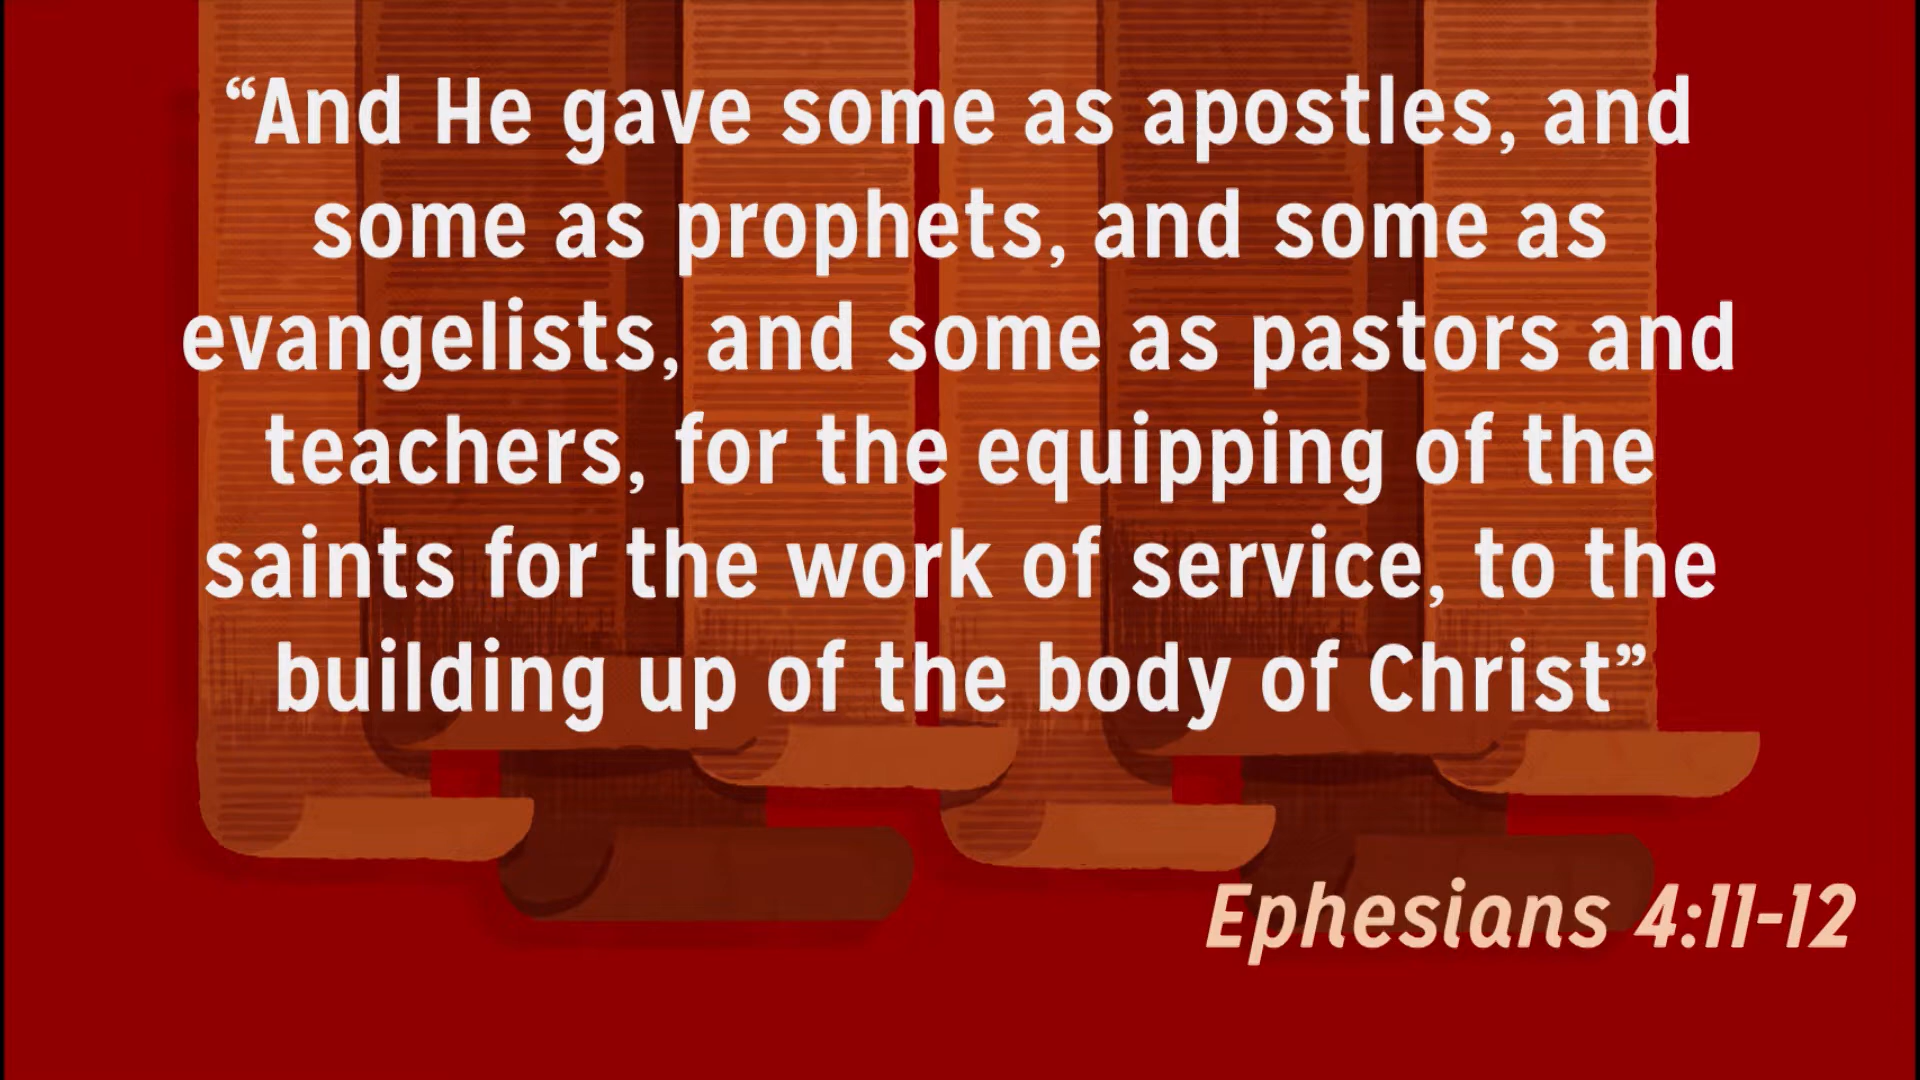 “And He gave some as apostles, and
some as prophets, and some as
evangelists, and some as pastors and
teachers, for the equipping of the
saints for the work of service, to the
building up of the body of Christ”
Ephesians 4:11-12